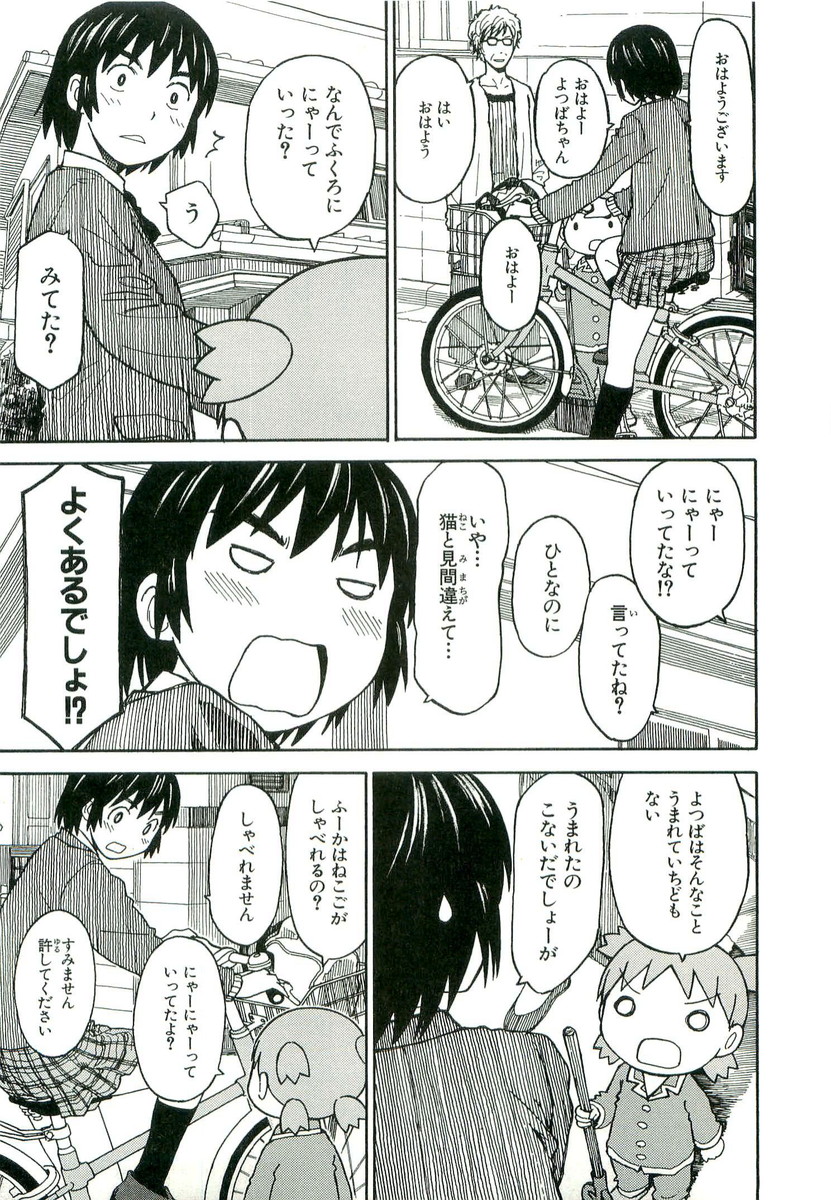 おはようございます
おはよー
よつばちゃん
はい
おはよう
おはよー
なんでふくろに
にゃーって
いった?
う
みてた?
にゃー
にゃーって
いってたな!?
言ってたね?
ひとなのに
いや…
猫と見間違えて…
よくあるでしょ!?
よつばはそんなこと
うまれていちども
ない
うまれたの
こないだでしょーが
ふーかはねこごが
しゃべれるの?
しゃべれません
にゃーにゃーって
いってたよ?
すみません
許してください